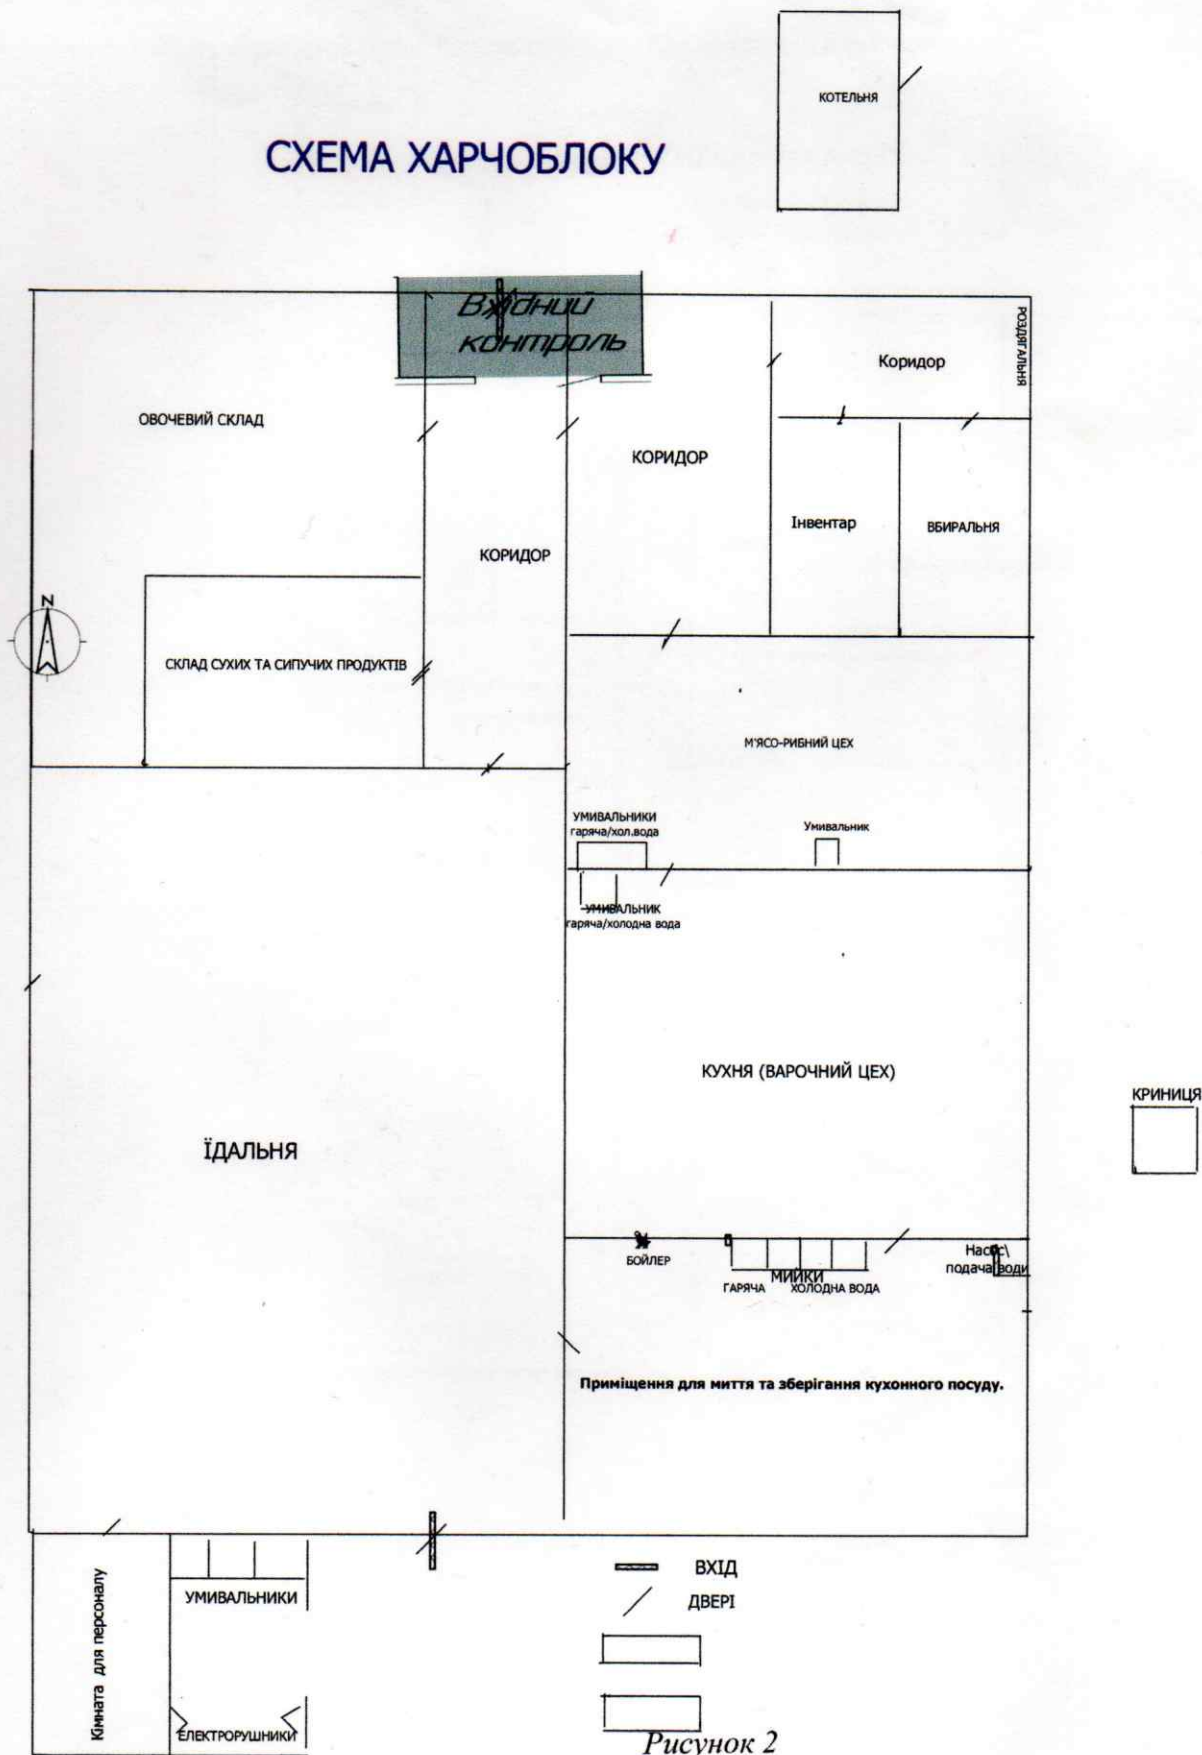 КОТЕЛЬНЯ
СХЕМА ХАРЧОБЛОКУ
Вхідний
контроль
РОЗДЯГАЛЬНЯ
Коридор
ОВОЧЕВИЙ СКЛАД
КОРИДОР
Інвентар
ВБИРАЛЬНЯ
КОРИДОР
N
СКЛАД СУХИХ ТА СИПУЧИХ ПРОДУКТІВ
М'ЯСО-РИБНИЙ ЦЕХ
УМИВАЛЬНИКИ
гаряча/хол.вода
Умивальник
УМИВАЛЬНИК
гаряча/холодна вода
КУХНЯ (ВАРОЧНИЙ ЦЕХ)
КРИНИЦЯ
ЇДАЛЬНЯ
БОЙЛЕР
МИЙКИ
ГАРЯЧА ХОЛОДНА ВОДА
Насос\
подача води
Приміщення для миття та зберігання кухонного посуду.
ВХІД
ДВЕРІ
Кімната для персоналу
УМИВАЛЬНИКИ
ЕЛЕКТРОРУШНИКИ
Рисунок 2